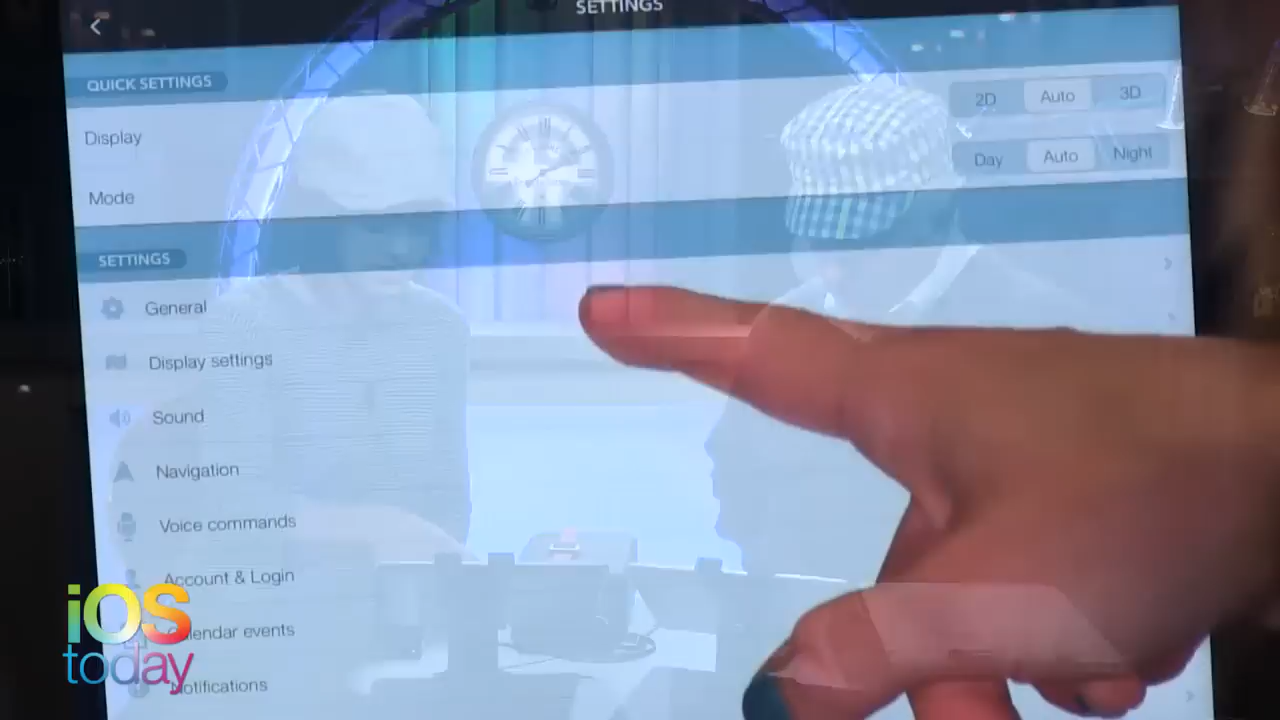 SETTINGS
QUICK SETTINGS
Display
2D Auto 3D
Mode
Day Auto Night
SETTINGS
General
Display settings
Sound
Navigation
Voice commands
Account & Login
Calendar events
Notifications
iOS
today